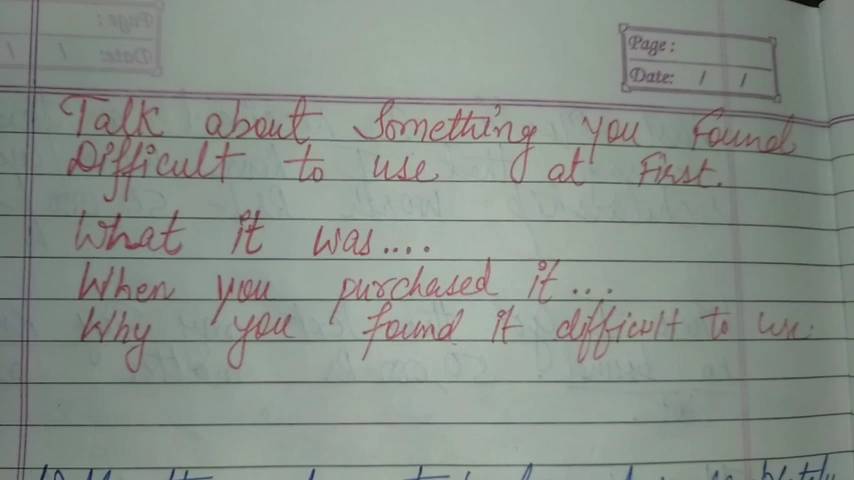 Page:
Date: / /
Talk about Something you Found
Difficult to use at First.
What it was....
When you purchased it...
Why you found it difficult to